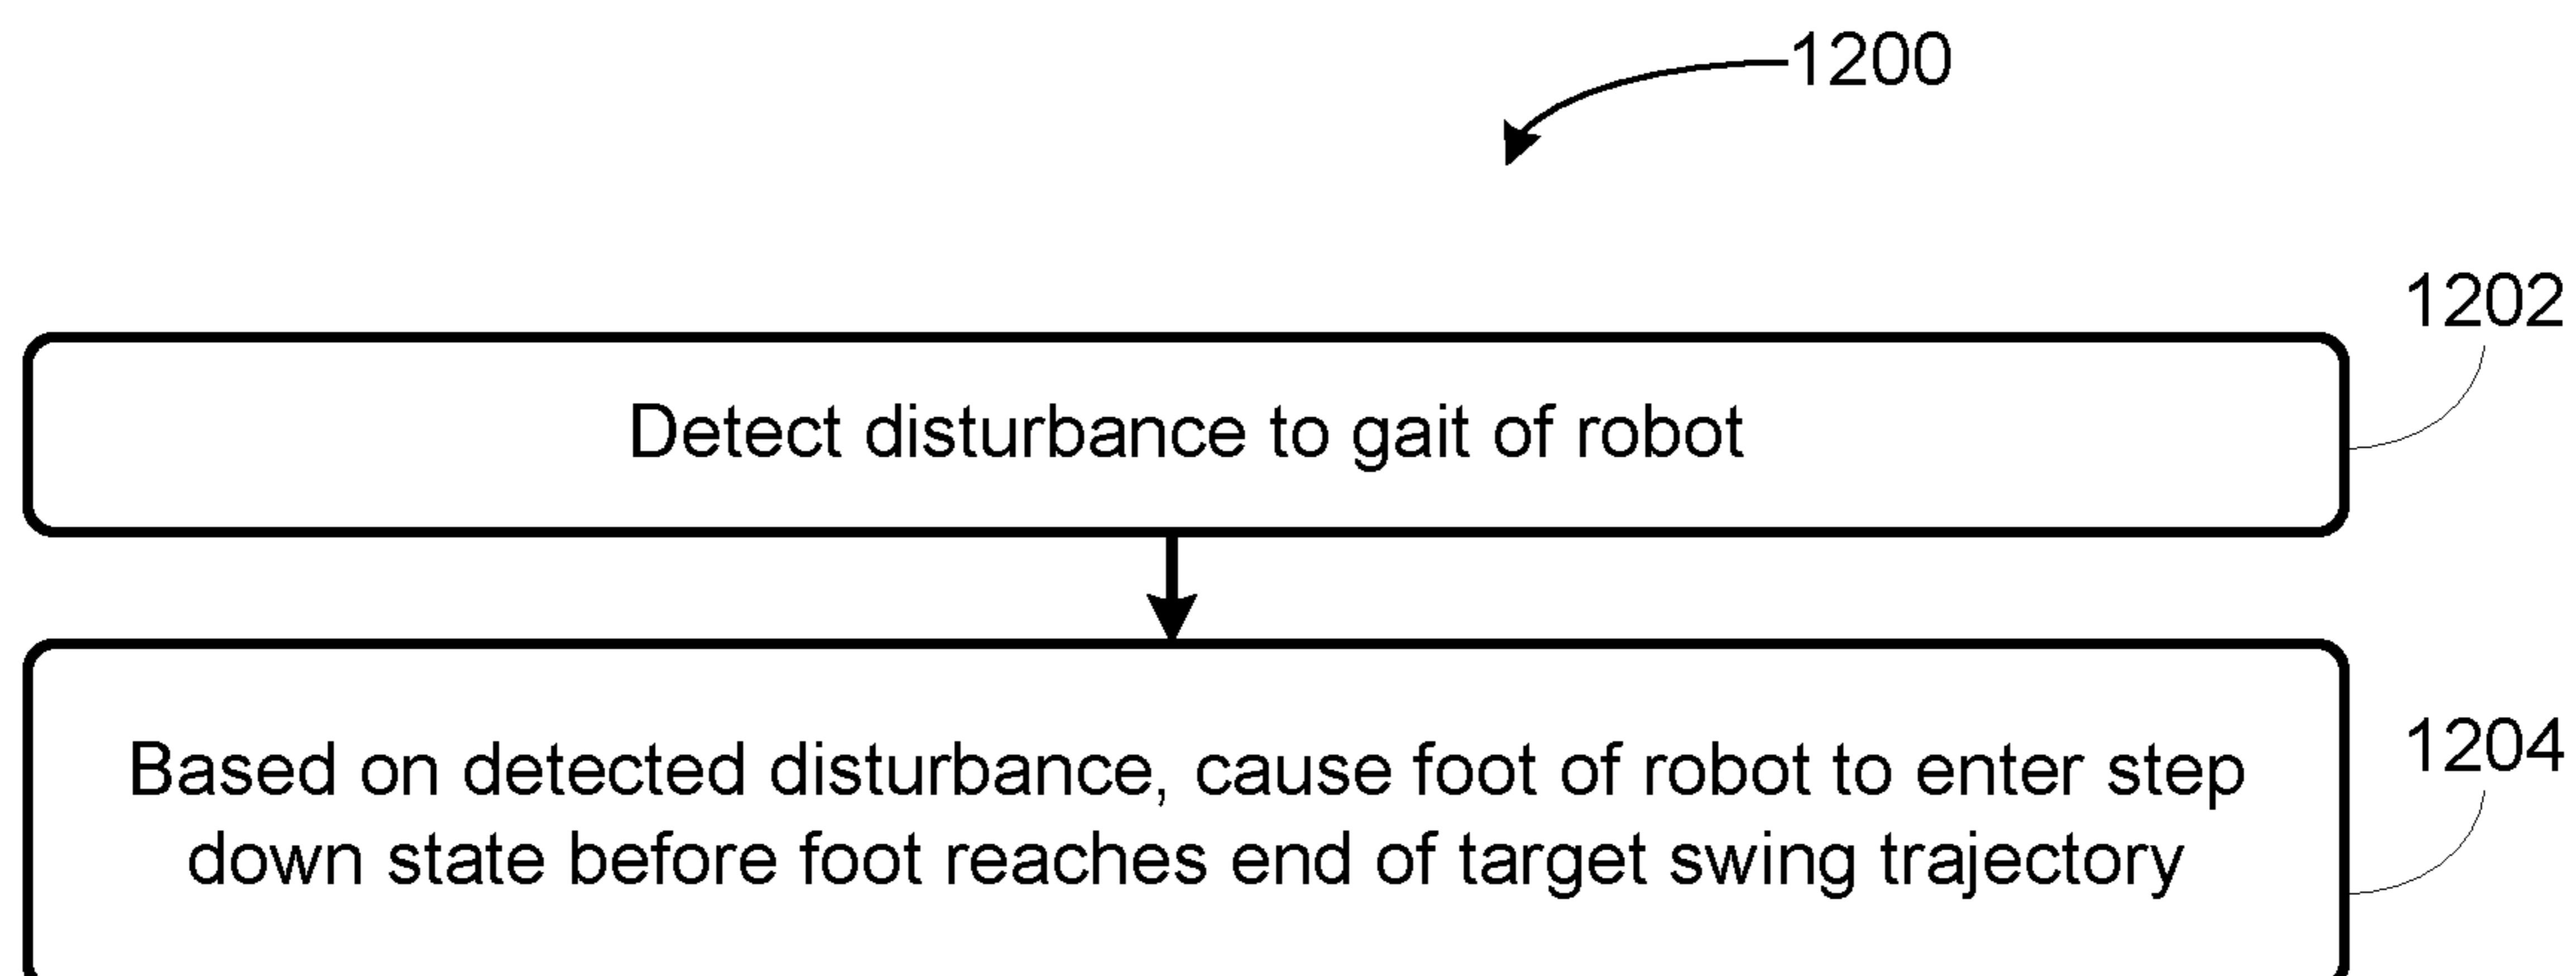 1200
1202
Detect disturbance to gait of robot
1204
Based on detected disturbance, cause foot of robot to enter step
down state before foot reaches end of target swing trajectory